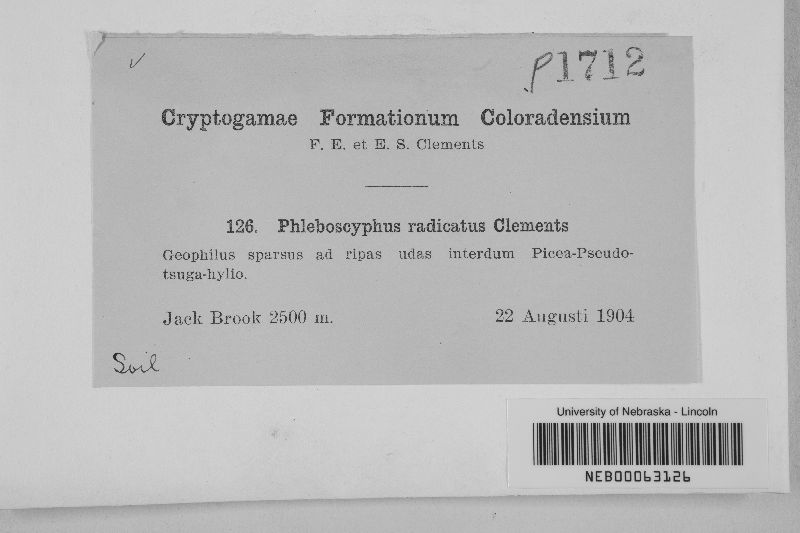 ✓
P1712
Cryptogamae Formationum Coloradensium
F. E. et E. S. Clements
126. Phleboscyphus radicatus Clements
Geophilus sparsus ad ripas udas interdum Picea-Pseudo-
tsuga-hylio.
Jack Brook 2500 m. 22 Augusti 1904
Soil
University of Nebraska - Lincoln
NEB00063126